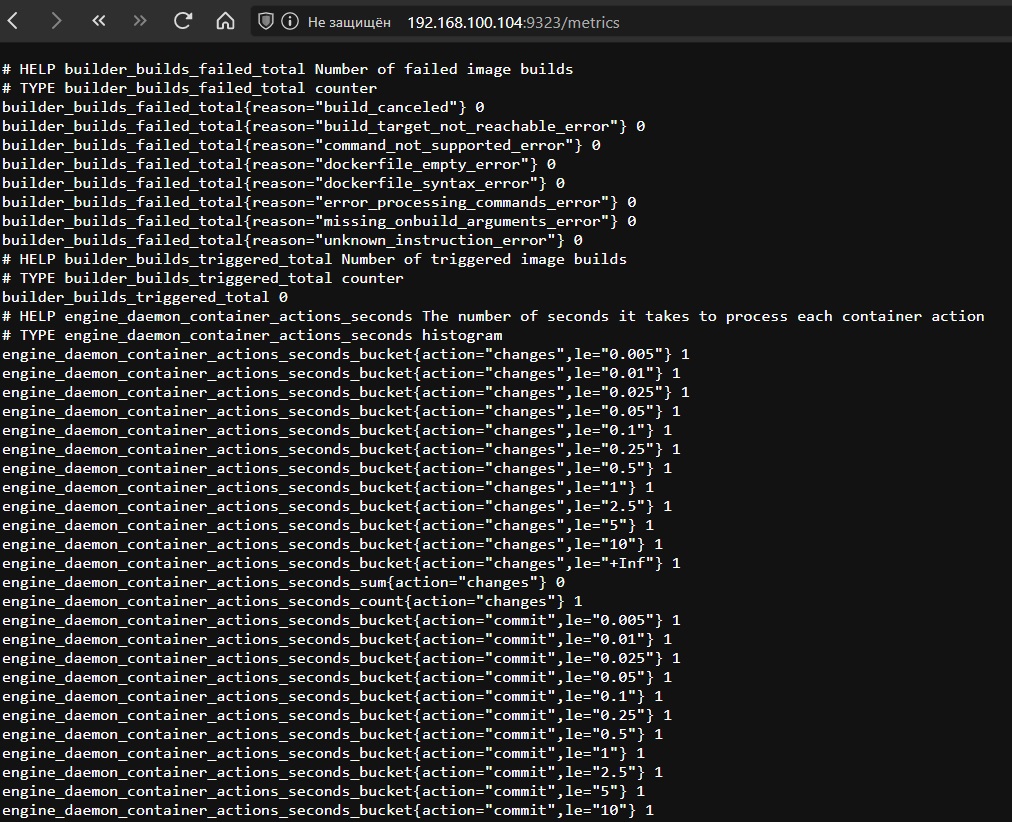 Не защищён 192.168.100.104:9323/metrics
# HELP builder_builds_failed_total Number of failed image builds
# TYPE builder_builds_failed_total counter
builder_builds_failed_total{reason="build_canceled"} 0
builder_builds_failed_total{reason="build_target_not_reachable_error"} 0
builder_builds_failed_total{reason="command_not_supported_error"} 0
builder_builds_failed_total{reason="dockerfile_empty_error"} 0
builder_builds_failed_total{reason="dockerfile_syntax_error"} 0
builder_builds_failed_total{reason="error_processing_commands_error"} 0
builder_builds_failed_total{reason="missing_onbuild_arguments_error"} 0
builder_builds_failed_total{reason="unknown_instruction_error"} 0
# HELP builder_builds_triggered_total Number of triggered image builds
# TYPE builder_builds_triggered_total counter
builder_builds_triggered_total 0
# HELP engine_daemon_container_actions_seconds The number of seconds it takes to process each container action
# TYPE engine_daemon_container_actions_seconds histogram
engine_daemon_container_actions_seconds_bucket{action="changes",le="0.005"} 1
engine_daemon_container_actions_seconds_bucket{action="changes",le="0.01"} 1
engine_daemon_container_actions_seconds_bucket{action="changes",le="0.025"} 1
engine_daemon_container_actions_seconds_bucket{action="changes",le="0.05"} 1
engine_daemon_container_actions_seconds_bucket{action="changes",le="0.1"} 1
engine_daemon_container_actions_seconds_bucket{action="changes",le="0.25"} 1
engine_daemon_container_actions_seconds_bucket{action="changes",le="0.5"} 1
engine_daemon_container_actions_seconds_bucket{action="changes",le="1"} 1
engine_daemon_container_actions_seconds_bucket{action="changes",le="2.5"} 1
engine_daemon_container_actions_seconds_bucket{action="changes",le="5"} 1
engine_daemon_container_actions_seconds_bucket{action="changes",le="10"} 1
engine_daemon_container_actions_seconds_bucket{action="changes",le="+Inf"} 1
engine_daemon_container_actions_seconds_sum{action="changes"} 0
engine_daemon_container_actions_seconds_count{action="changes"} 1
engine_daemon_container_actions_seconds_bucket{action="commit",le="0.005"} 1
engine_daemon_container_actions_seconds_bucket{action="commit",le="0.01"} 1
engine_daemon_container_actions_seconds_bucket{action="commit",le="0.025"} 1
engine_daemon_container_actions_seconds_bucket{action="commit",le="0.05"} 1
engine_daemon_container_actions_seconds_bucket{action="commit",le="0.1"} 1
engine_daemon_container_actions_seconds_bucket{action="commit",le="0.25"} 1
engine_daemon_container_actions_seconds_bucket{action="commit",le="0.5"} 1
engine_daemon_container_actions_seconds_bucket{action="commit",le="1"} 1
engine_daemon_container_actions_seconds_bucket{action="commit",le="2.5"} 1
engine_daemon_container_actions_seconds_bucket{action="commit",le="5"} 1
engine_daemon_container_actions_seconds_bucket{action="commit",le="10"} 1